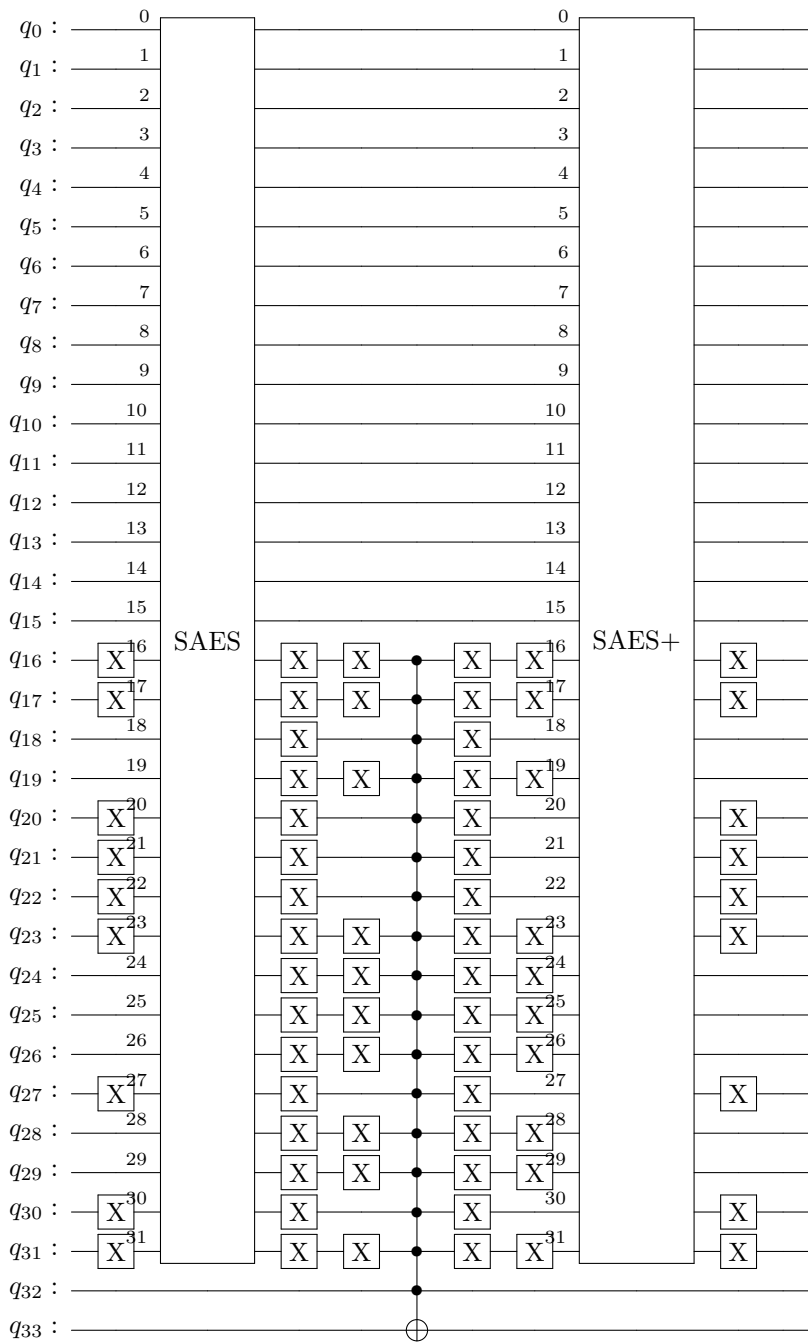 q0 : 0 0
q1 : 1 1
q2 : 2 2
q3 : 3 3
q4 : 4 4
q5 : 5 5
q6 : 6 6
q7 : 7 7
q8 : 8 8
q9 : 9 9
q10 : 10 10
q11 : 11 11
q12 : 12 12
q13 : 13 13
q14 : 14 14
q15 : 15 15
SAES SAES+
q16 : X 16 X X X X 16 X
q17 : X 17 X X X X 17 X
q18 : 18 X X 18
q19 : 19 X X X X 19
q20 : X 20 X X 20 X
q21 : X 21 X X 21 X
q22 : X 22 X X 22 X
q23 : X 23 X X X X 23 X
q24 : 24 X X X X 24
q25 : 25 X X X X 25
q26 : 26 X X X X 26
q27 : X 27 X X 27 X
q28 : 28 X X X X 28
q29 : 29 X X X X 29
q30 : X 30 X X 30 X
q31 : X 31 X X X X 31 X
q32 :
q33 :